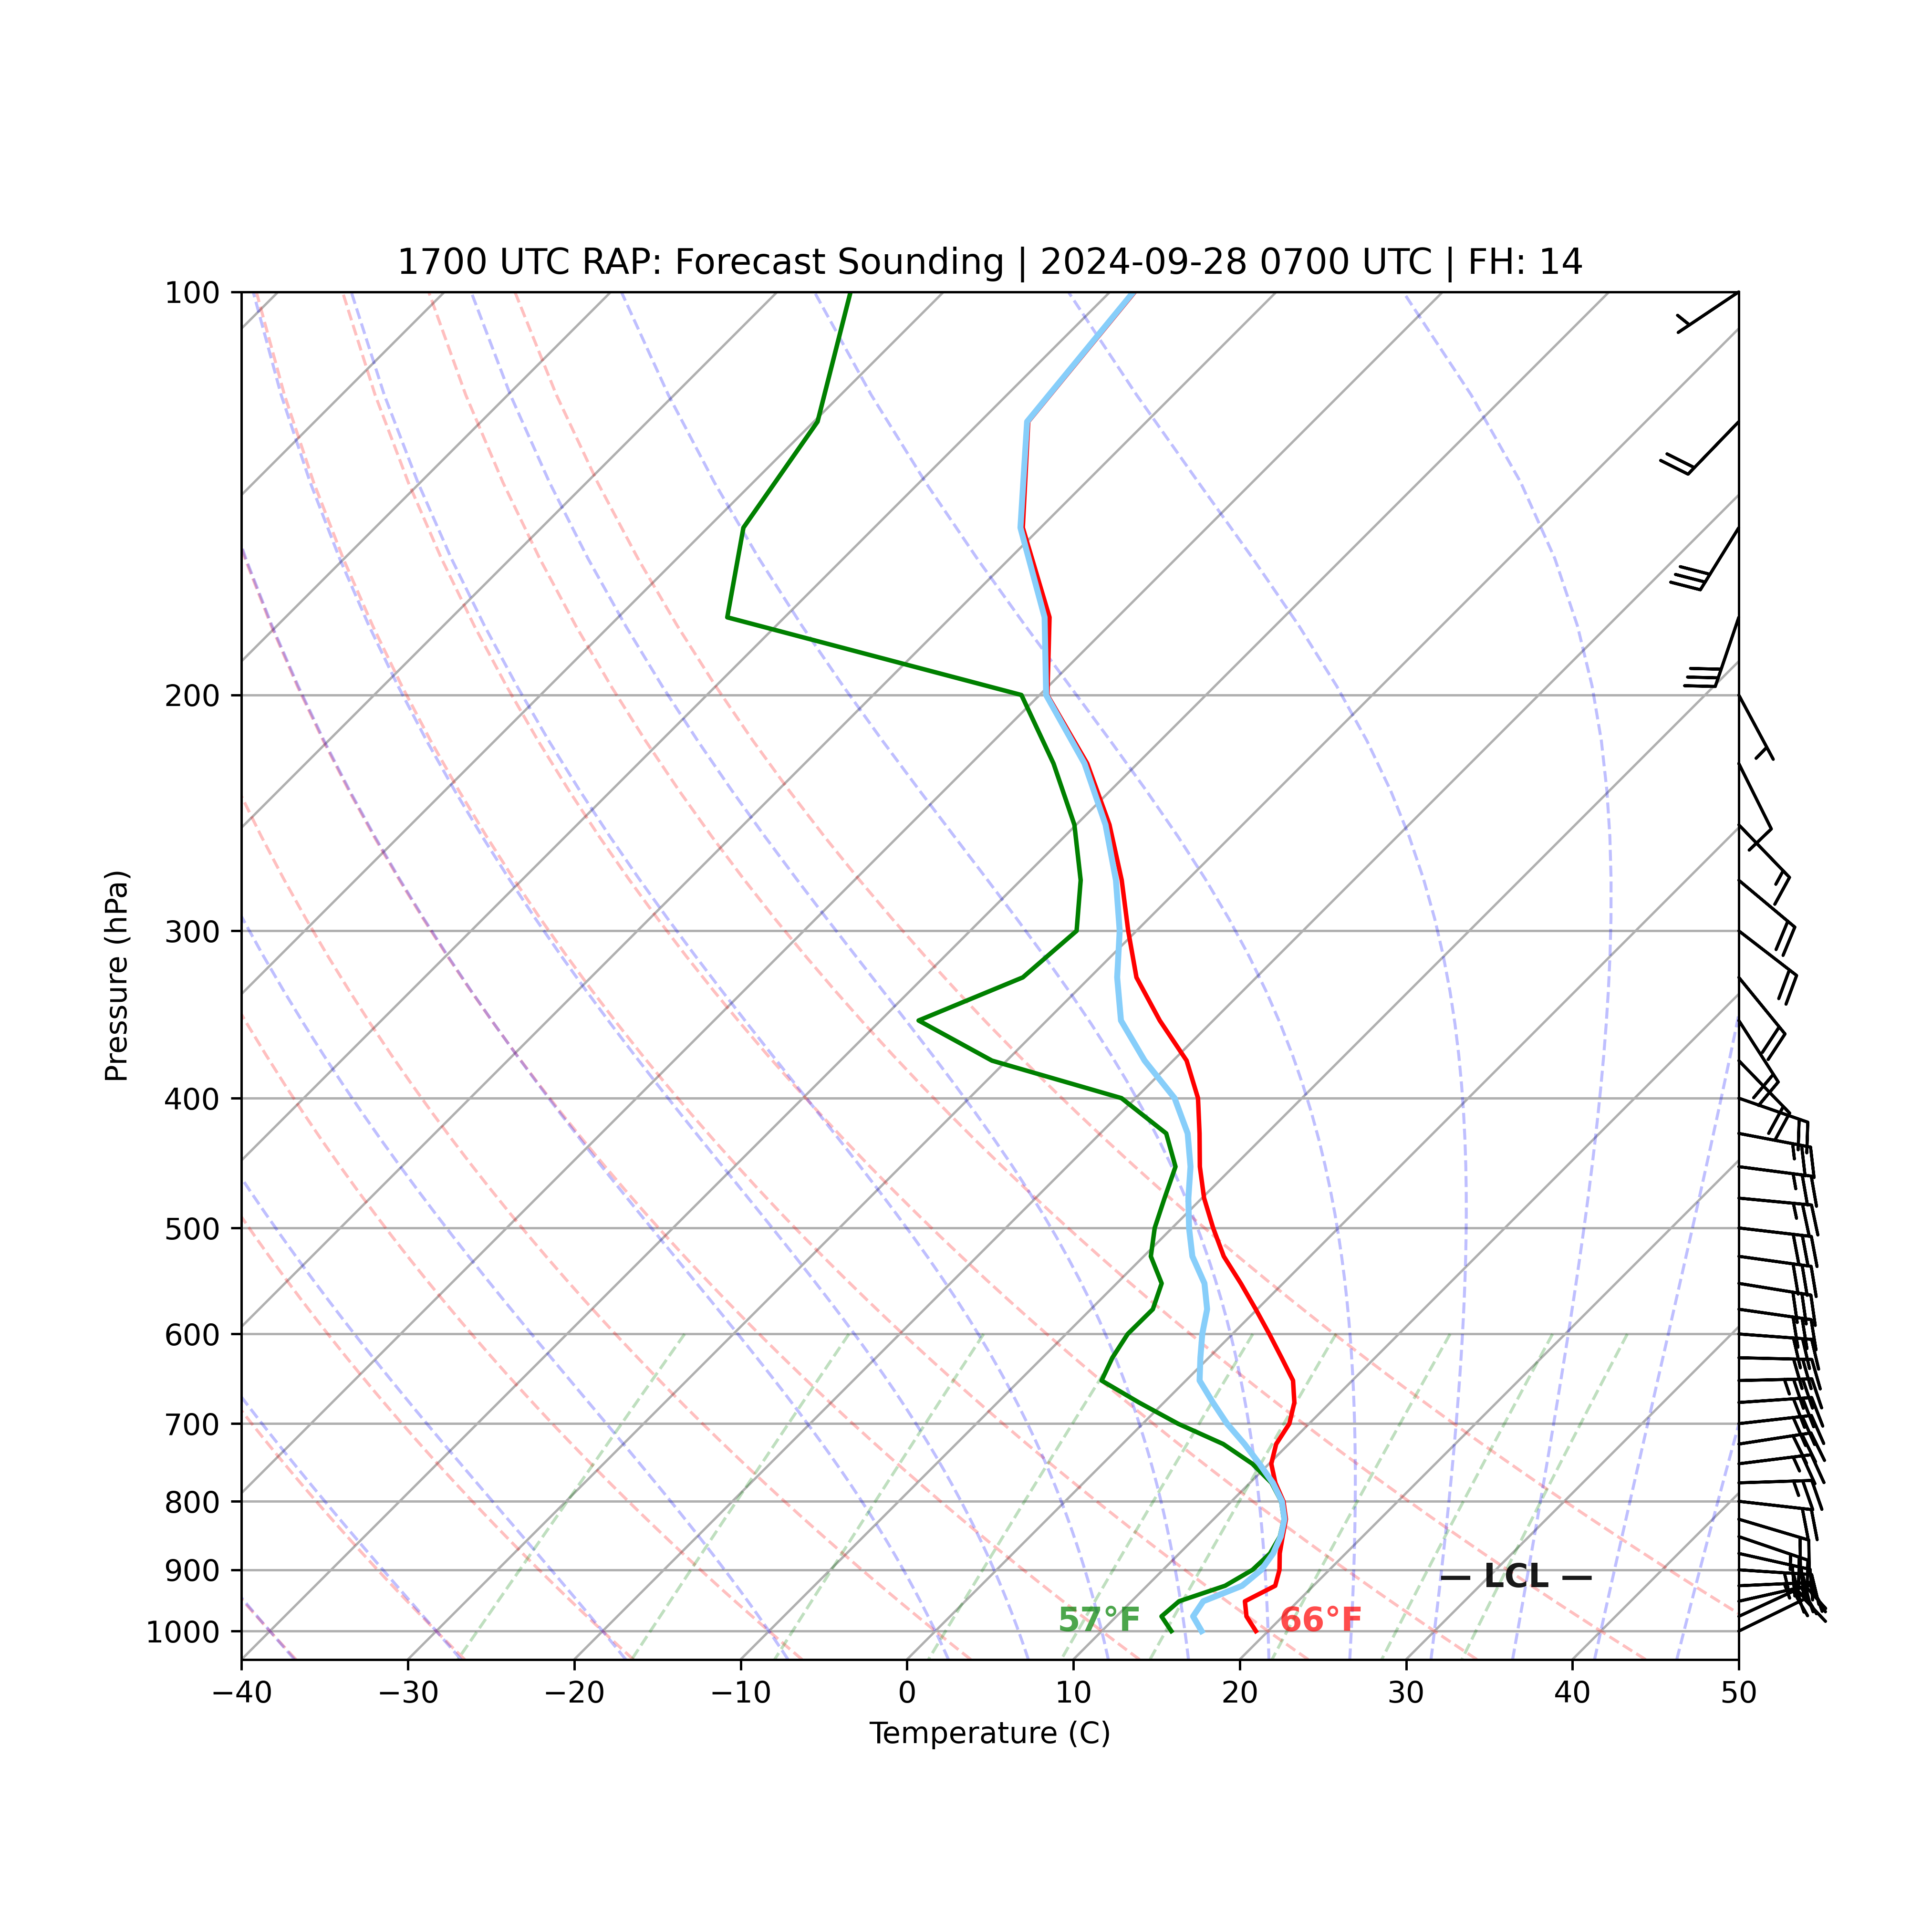 1700 UTC RAP: Forecast Sounding | 2024-09-28 0700 UTC | FH: 14
100
200
300
400
500
600
700
800
900
1000
Pressure (hPa)
— LCL —
57°F
66°F
−40 −30 −20 −10 0 10 20 30 40 50
Temperature (C)